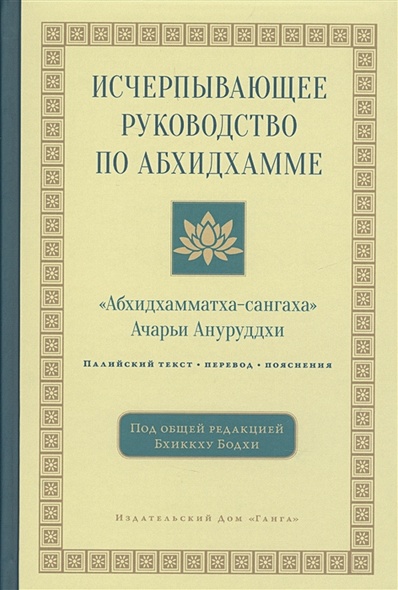 ИСЧЕРПЫВАЮЩЕЕ
РУКОВОДСТВО
ПО АБХИДХАММЕ
«Абхидхамматха-сангаха»
Ачарьи Ануруддхи
Палийский текст • перевод • пояснения
Под общей редакцией
Бхиккху Бодхи
Издательский Дом «Ганга»